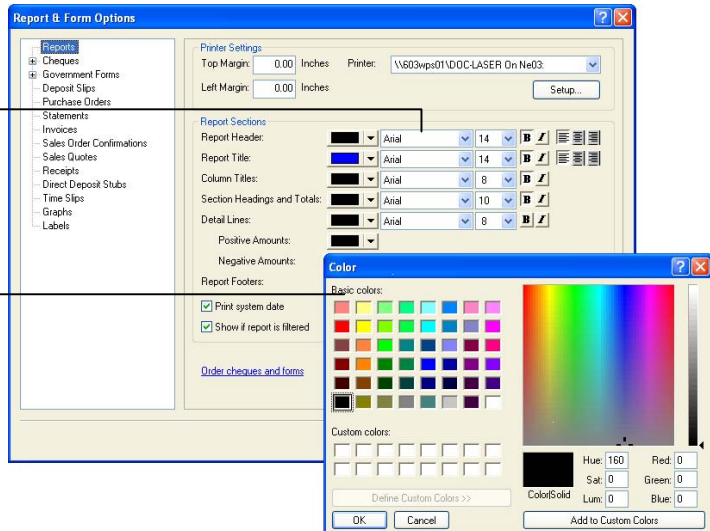 Report & Form Options
Reports
Cheques
Government Forms
Deposit Slips
Purchase Orders
Statements
Invoices
Sales Order Confirmations
Sales Quotes
Receipts
Direct Deposit Stubs
Time Slips
Graphs
Labels
Printer Settings
Top Margin: 0.00 Inches Printer: \\603wps01\DOC-LASER On Ne03:
Left Margin: 0.00 Inches Setup...
Report Sections
Report Header: Arial 14 B I
Report Title: Arial 14 B I
Column Titles: Arial 8 B I
Section Headings and Totals: Arial 10 B I
Detail Lines: Arial 8 B I
Positive Amounts:
Negative Amounts:
Report Footers:
Print system date
Show if report is filtered
Order cheques and forms
Color
Basic colors:
Custom colors:
Define Custom Colors >>
OK Cancel
Color|Solid
Hue: 160 Red: 0
Sat: 0 Green: 0
Lum: 0 Blue: 0
Add to Custom Colors